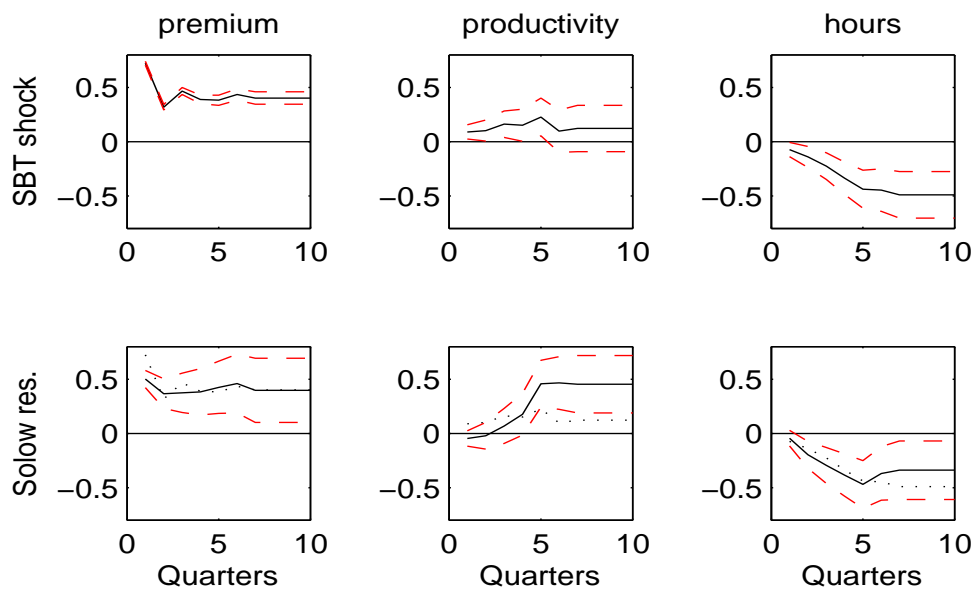 premium productivity hours
SBT shock
0.5 0.5 0.5
0 0 0
−0.5 −0.5 −0.5
0 5 10 0 5 10 0 5 10
Solow res.
0.5 0.5 0.5
0 0 0
−0.5 −0.5 −0.5
0 5 10 0 5 10 0 5 10
Quarters Quarters Quarters